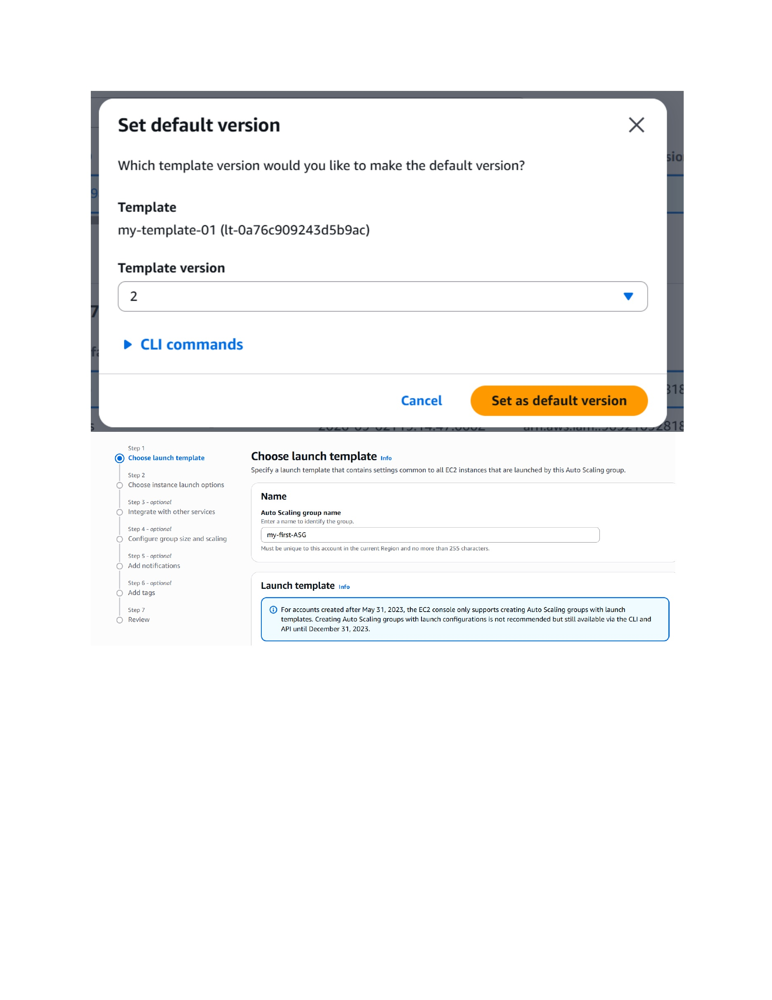 Set default version
Which template version would you like to make the default version?
Template
my-template-01 (lt-0a76c909243d5b9ac)
Template version
2
CLI commands
Cancel
Set as default version
Step 1
Choose launch template
Step 2
Choose instance launch options
Step 3 - optional
Integrate with other services
Step 4 - optional
Configure group size and scaling
Step 5 - optional
Add notifications
Step 6 - optional
Add tags
Step 7
Review
Choose launch template Info
Specify a launch template that contains settings common to all EC2 instances that are launched by this Auto Scaling group.
Name
Auto Scaling group name
Enter a name to identify the group.
my-first-ASG
Must be unique to this account in the current Region and no more than 255 characters.
Launch template Info
For accounts created after May 31, 2023, the EC2 console only supports creating Auto Scaling groups with launch
templates. Creating Auto Scaling groups with launch configurations is not recommended but still available via the CLI and
API until December 31, 2023.